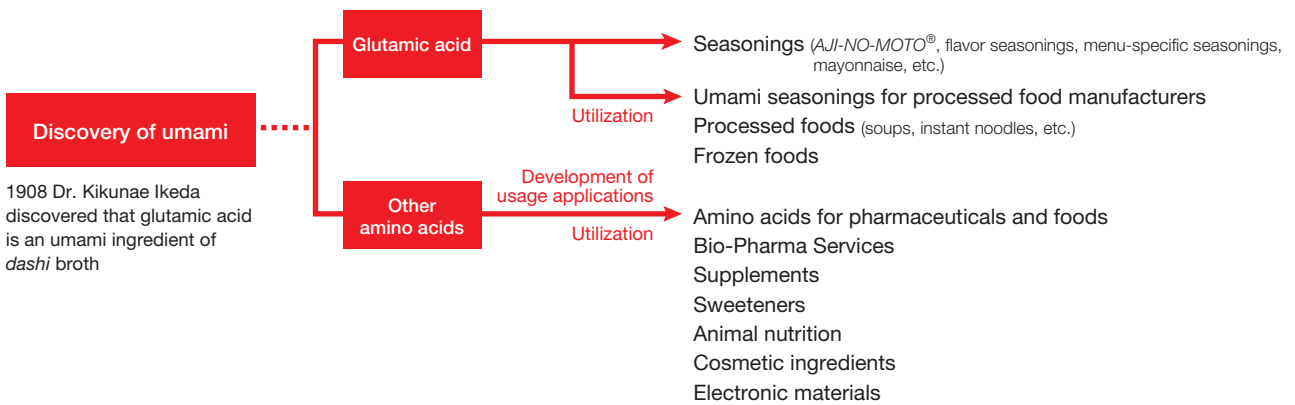 Discovery of umami
1908 Dr. Kikunae Ikeda
discovered that glutamic acid
is an umami ingredient of
dashi broth
Glutamic acid
Utilization
Seasonings (AJI-NO-MOTO®, flavor seasonings, menu-specific seasonings,
mayonnaise, etc.)
Umami seasonings for processed food manufacturers
Processed foods (soups, instant noodles, etc.)
Frozen foods
Other
amino acids
Development of
usage applications
Utilization
Amino acids for pharmaceuticals and foods
Bio-Pharma Services
Supplements
Sweeteners
Animal nutrition
Cosmetic ingredients
Electronic materials